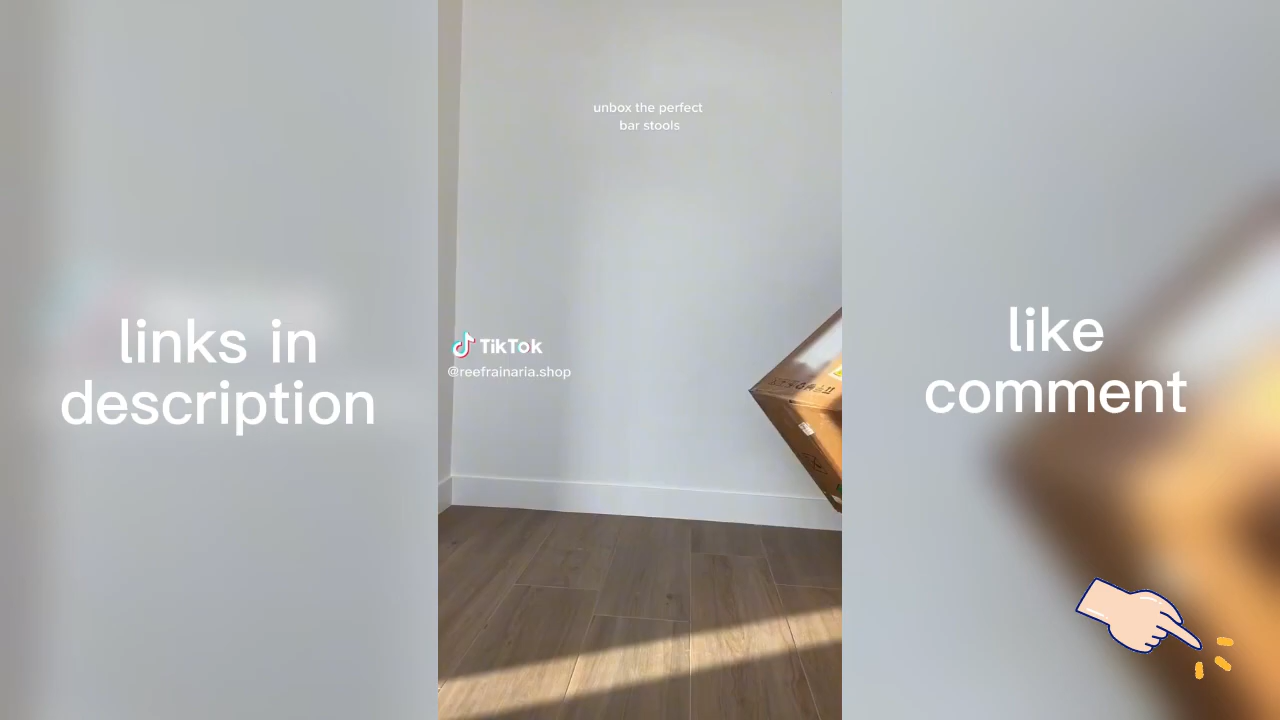 unbox the perfect
bar stools
TikTok
@reefrainaria.shop
links in
description
like
comment